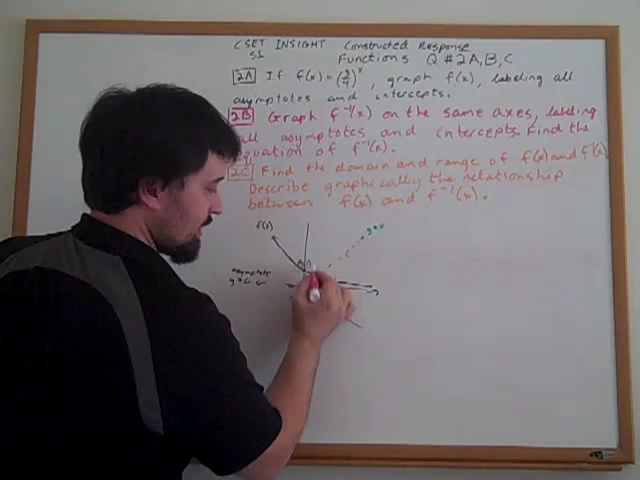 CSET INSIGHT Constructed Response
S1 Functions Q #2A,B,C
2A If f(x) = (3/4)^x, graph f(x), labeling all
asymptotes and intercepts.
2B Graph f⁻¹(x) on the same axes, labeling
all asymptotes and intercepts. Find the
equation of f⁻¹(x).
2C Find the domain and range of f(x) and f⁻¹(x)
Describe graphically the relationship
between f(x) and f⁻¹(x).
f(x)
y=x
asymptote